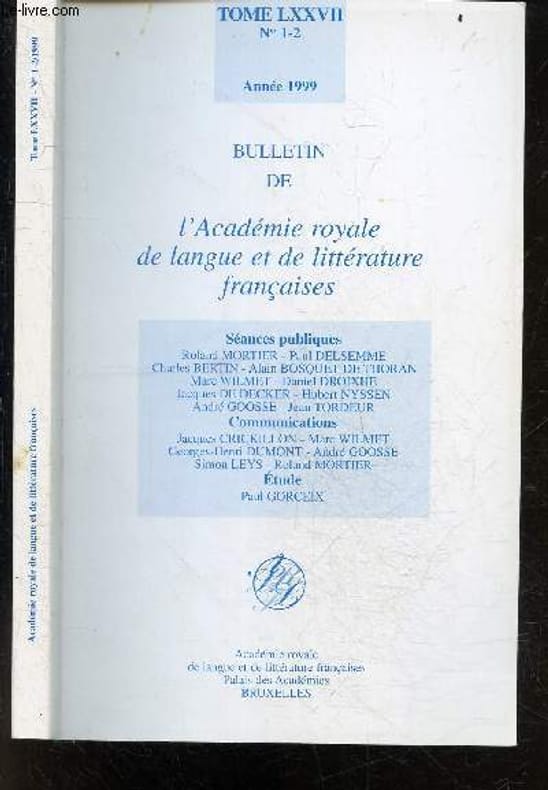 le-livre.com
TOME LXXVII
Nos 1-2
Année 1999
BULLETIN
DE
l'Académie royale
de langue et de littérature
françaises
Séances publiques
Roland MORTIER - Paul DELSEMME
Charles BERTIN - Alain BOSQUET DE THORAN
Marc WILMET - Daniel DROIXHE
Jacques DE DECKER - Hubert NYSSEN
André GOOSSE - Jean TORDEUR
Communications
Jacques CRICKILLON - Marc WILMET
Georges-Henri DUMONT - André GOOSSE
Simon LEYS - Roland MORTIER
Étude
Paul GORCEIX
Académie royale
de langue et de littérature françaises
Palais des Académies
BRUXELLES
Académie royale de langue et de littérature françaises
Tome LXXVII - Nos 1-2/1999